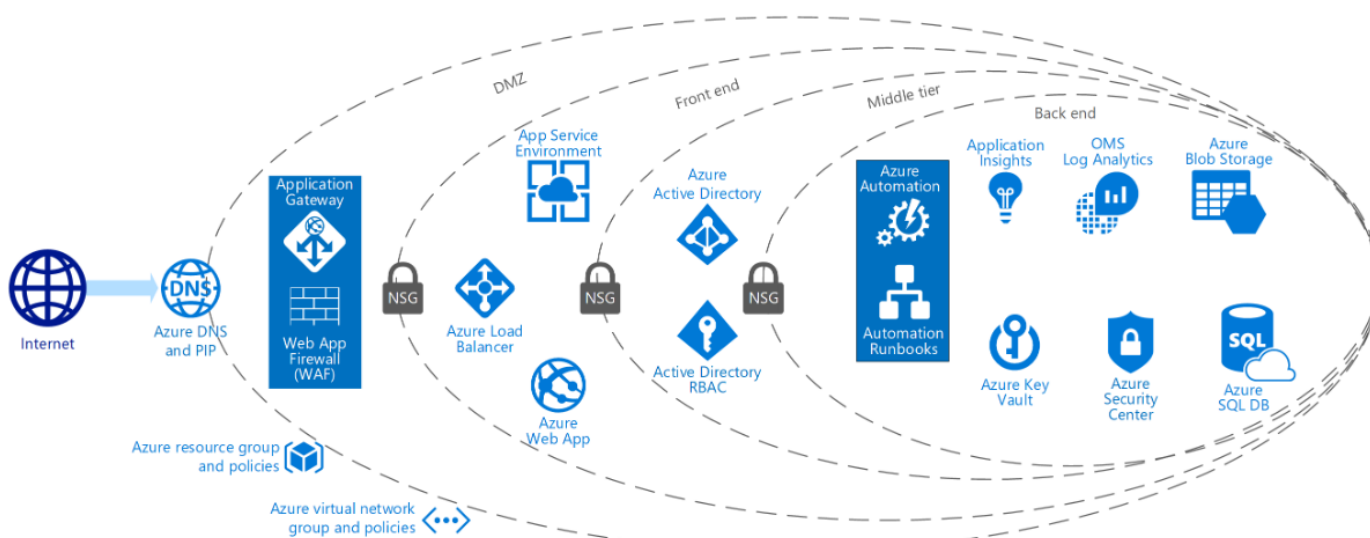 DMZ
Front end
Middle tier
Back end
App Service
Environment
Application
Insights
OMS
Log Analytics
Azure
Blob Storage
Application
Gateway
Azure
Active Directory
Azure
Automation
DNS
NSG
NSG
NSG
Internet
Azure DNS
and PIP
Web App
Firewall
(WAF)
Azure Load
Balancer
Active Directory
RBAC
Automation
Runbooks
SQL
Azure Key
Vault
Azure
Security
Center
Azure
SQL DB
Azure
Web App
Azure resource group
and policies
Azure virtual network
group and policies